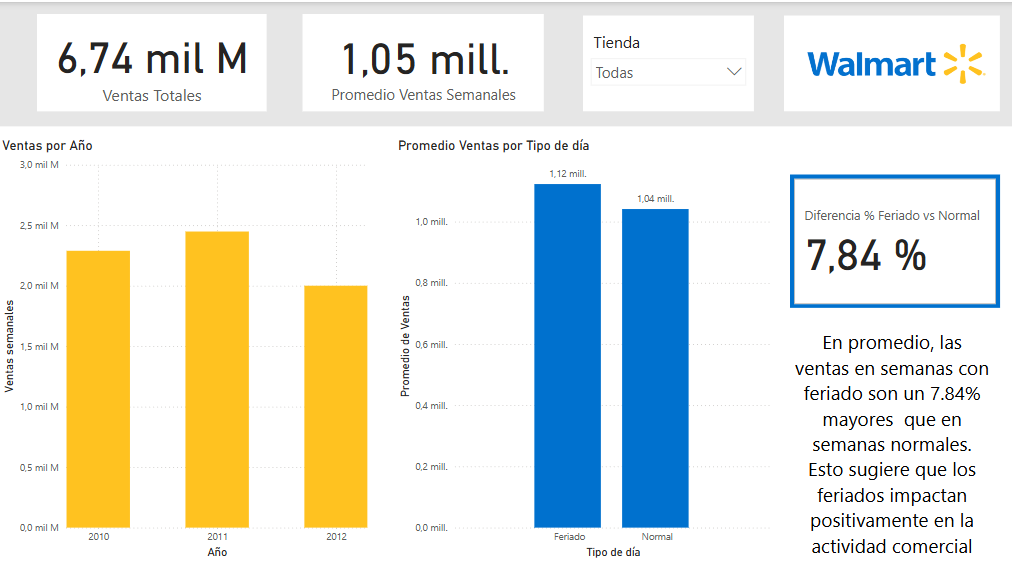 6,74 mil M
Ventas Totales
1,05 mill.
Promedio Ventas Semanales
Tienda
Todas
Walmart
Ventas por Año
3,0 mil M
2,5 mil M
2,0 mil M
1,5 mil M
1,0 mil M
0,5 mil M
0,0 mil M
Ventas semanales
2010
2011
2012
Año
Promedio Ventas por Tipo de día
1,12 mill.
1,04 mill.
1,0 mill.
0,8 mill.
0,6 mill.
0,4 mill.
0,2 mill.
0,0 mill.
Promedio de Ventas
Feriado
Normal
Tipo de día
Diferencia % Feriado vs Normal
7,84 %
En promedio, las
ventas en semanas con
feriado son un 7.84%
mayores  que en
semanas normales.
Esto sugiere que los
feriados impactan
positivamente en la
actividad comercial